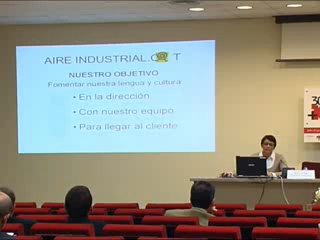 AIRE INDUSTRIAL.C@T
NUESTRO OBJETIVO
Fomentar nuestra lengua y cultura
• En la dirección
• Con nuestro equipo
• Para llegar al cliente